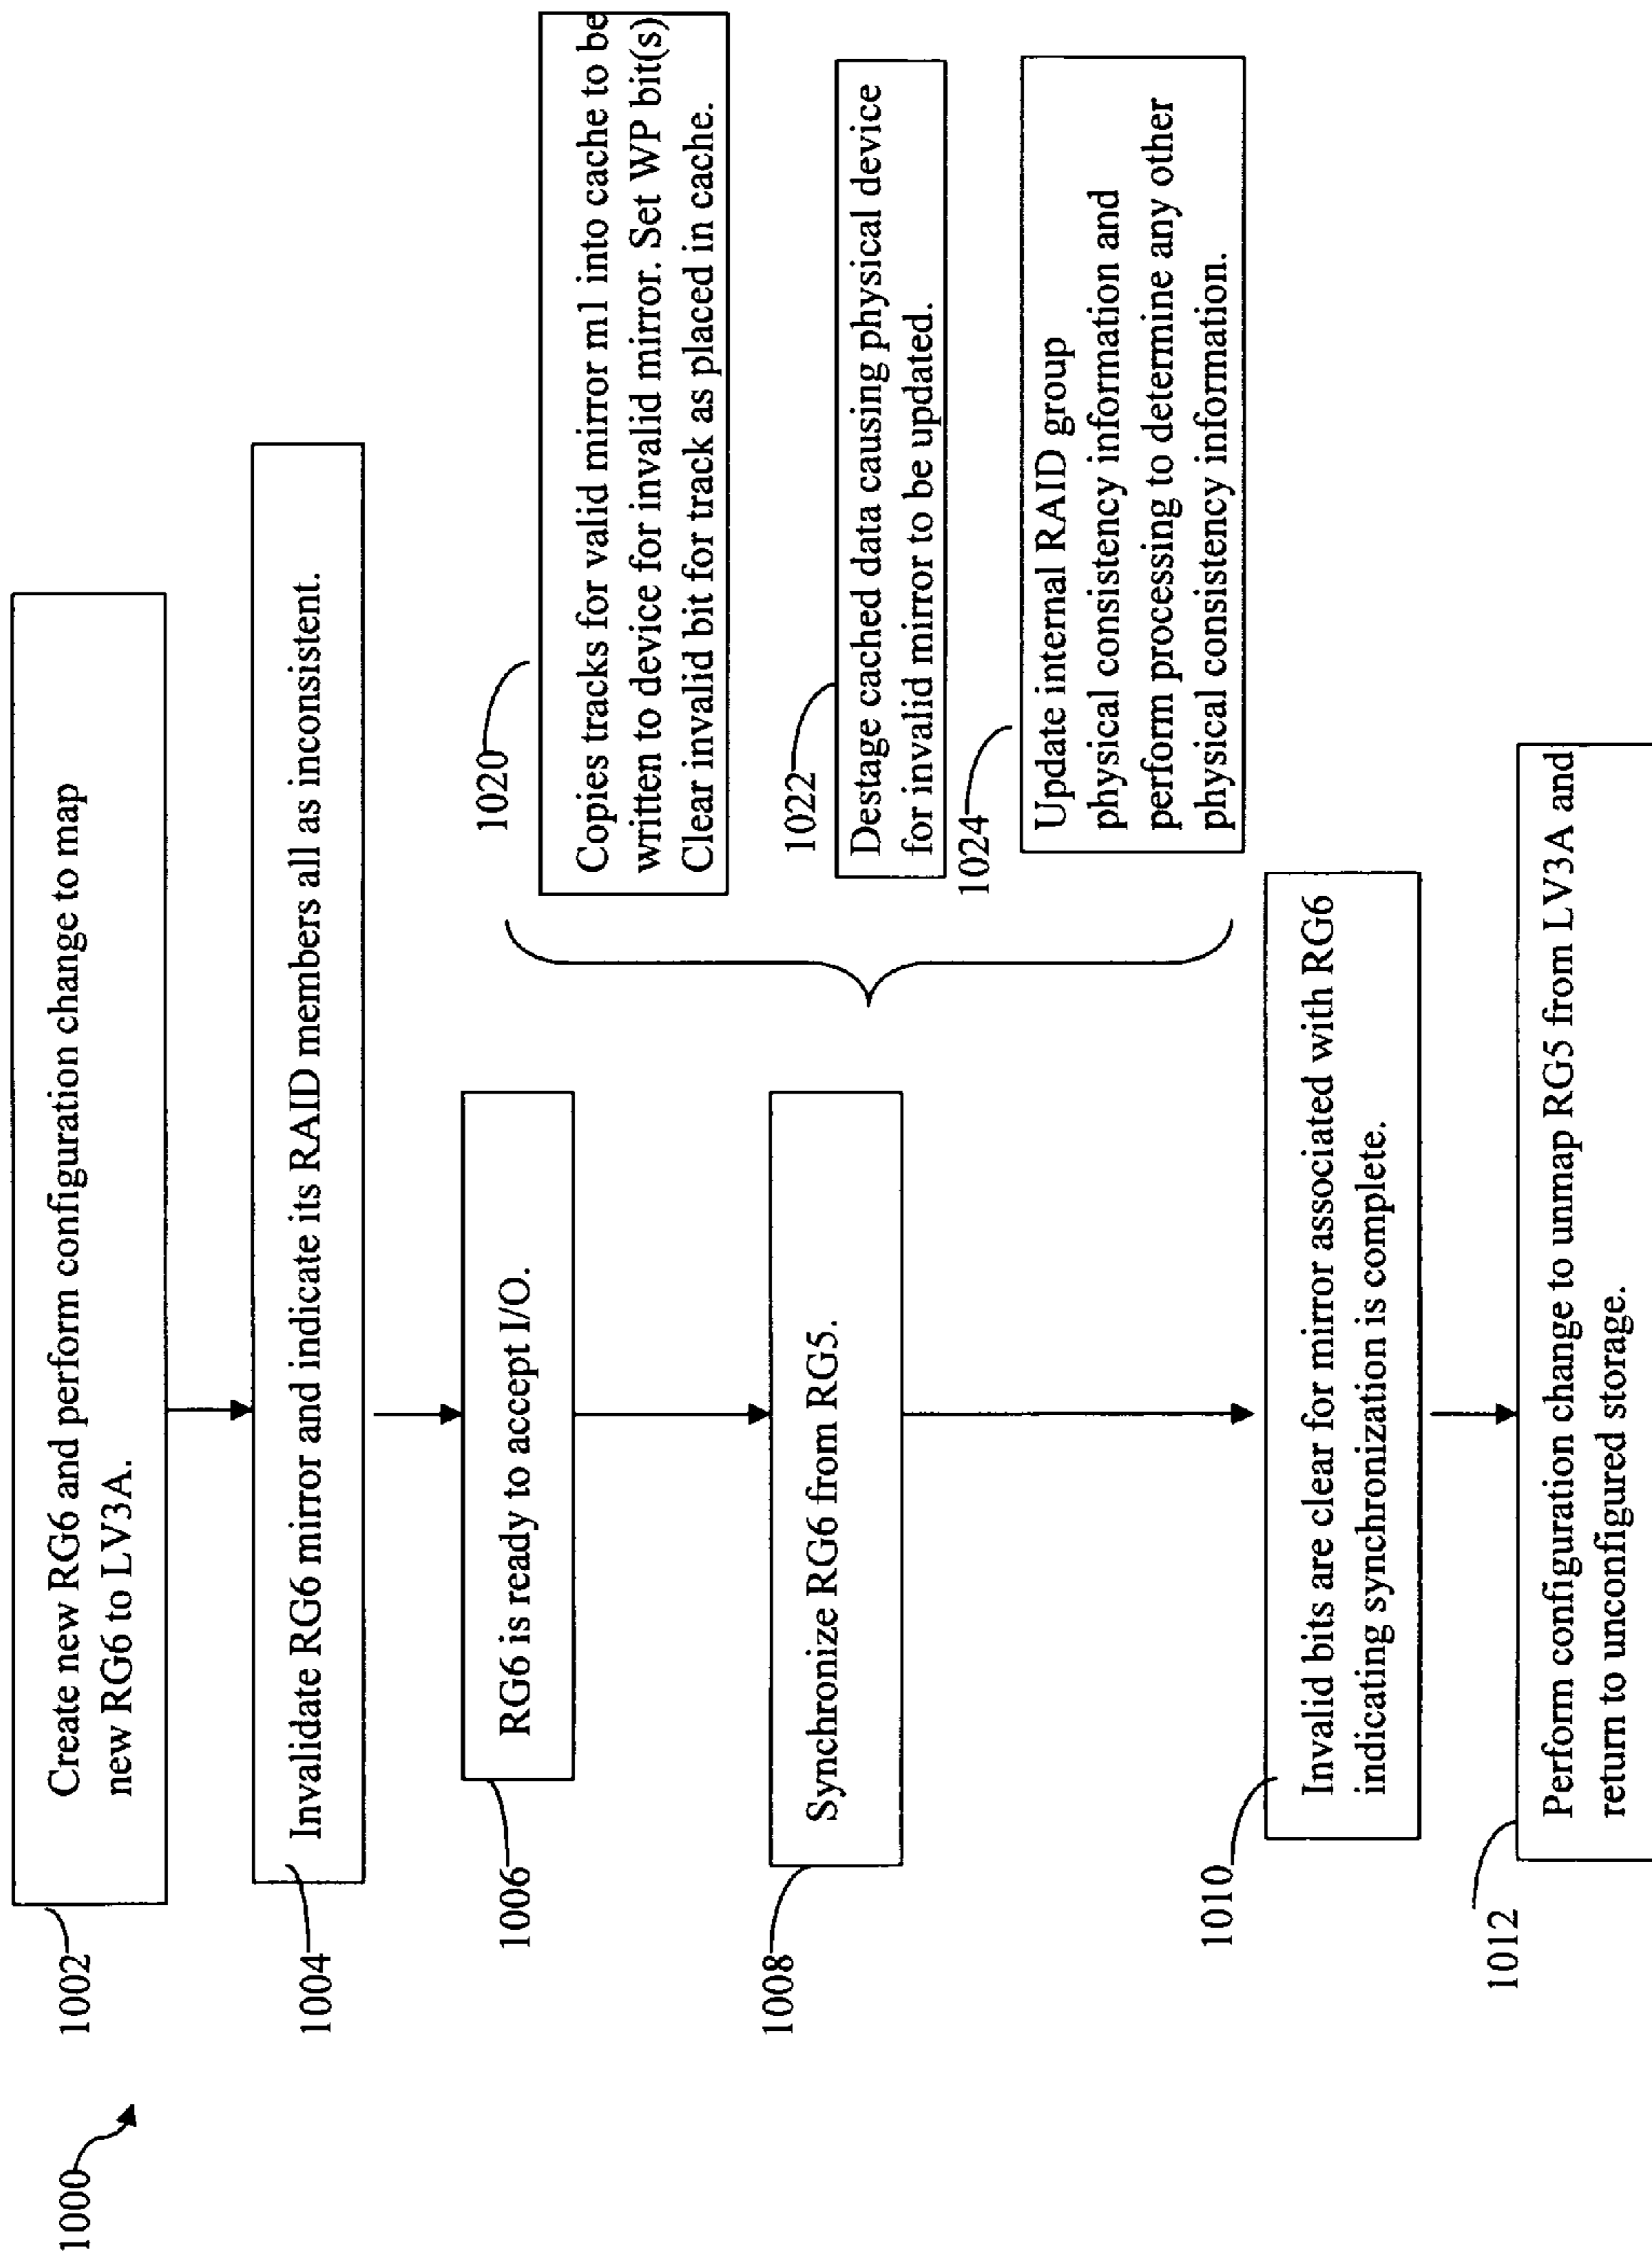 1000
1002
Create new RG6 and perform configuration change to map
new RG6 to LV3A.
1004
Invalidate RG6 mirror and indicate its RAID members all as inconsistent.
1006
RG6 is ready to accept I/O.
1008
Synchronize RG6 from RG5.
1020
Copies tracks for valid mirror m1 into cache to be
written to device for invalid mirror. Set WP bit(s)
Clear invalid bit for track as placed in cache.
1022
Destage cached data causing physical device
for invalid mirror to be updated.
1024
Update internal RAID group
physical consistency information and
perform processing to determine any other
physical consistency information.
1010
Invalid bits are clear for mirror associated with RG6
indicating synchronization is complete.
1012
Perform configuration change to unmap RG5 from LV3A and
return to unconfigured storage.